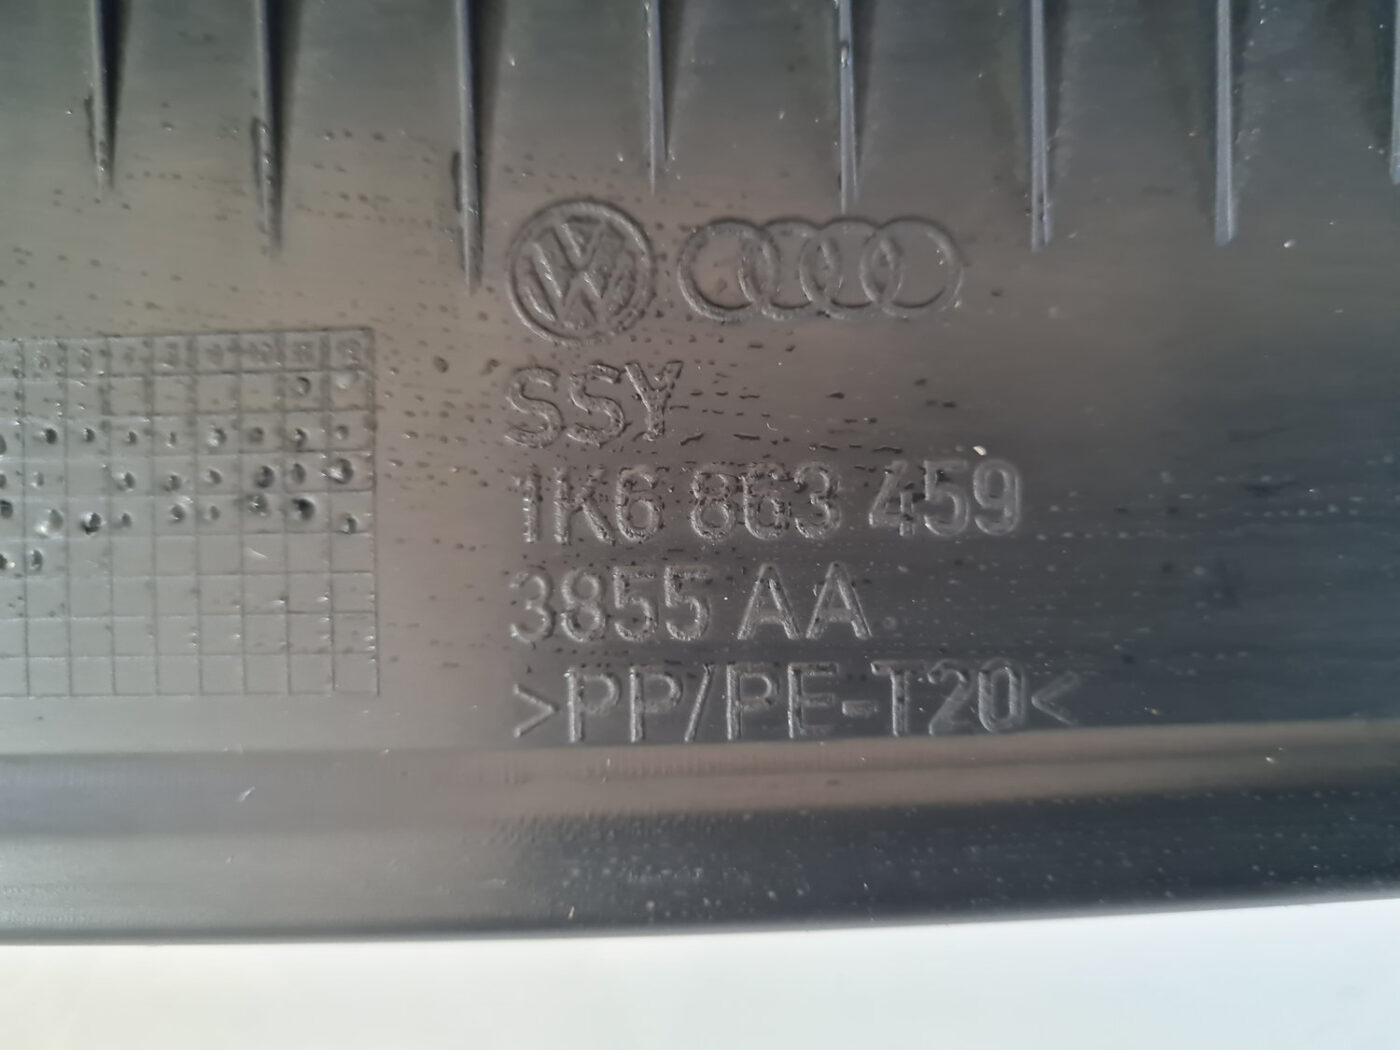 SSY
1K6 863 459
3855 AA
>PP/PE-T20<